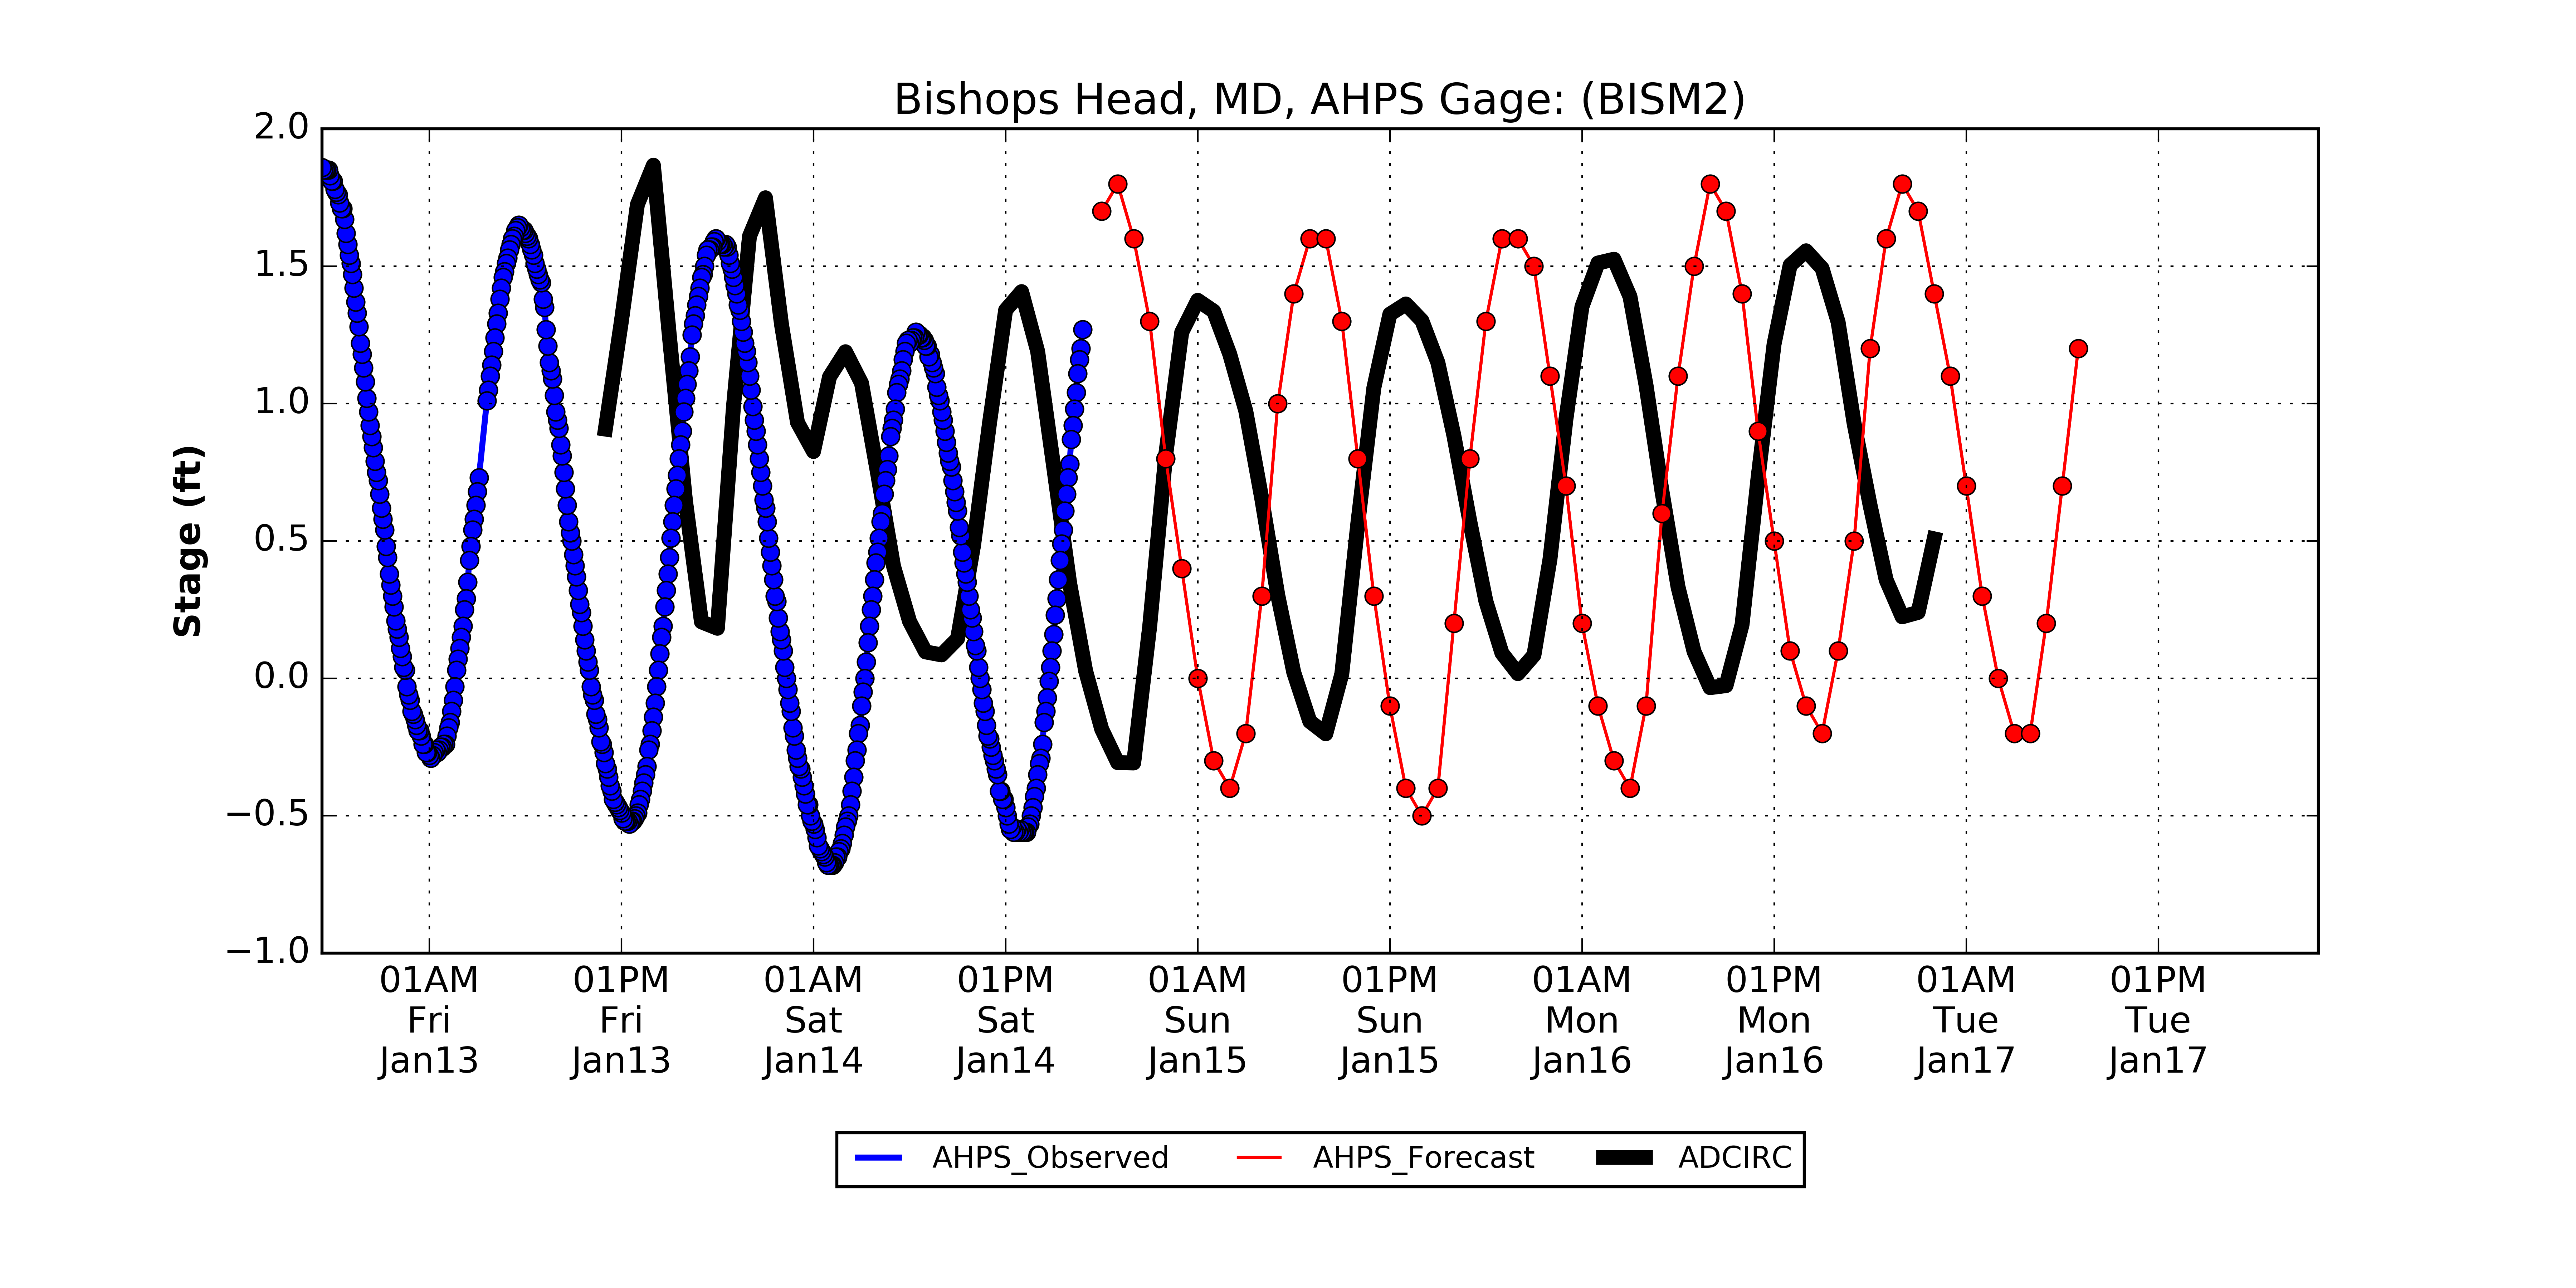 Bishops Head, MD, AHPS Gage: (BISM2)
2.0
1.5
1.0
0.5
0.0
−0.5
−1.0
Stage (ft)
01AM 01PM 01AM 01PM 01AM 01PM 01AM 01PM 01AM 01PM
Fri Fri Sat Sat Sun Sun Mon Mon Tue Tue
Jan13 Jan13 Jan14 Jan14 Jan15 Jan15 Jan16 Jan16 Jan17 Jan17
AHPS_Observed AHPS_Forecast ADCIRC